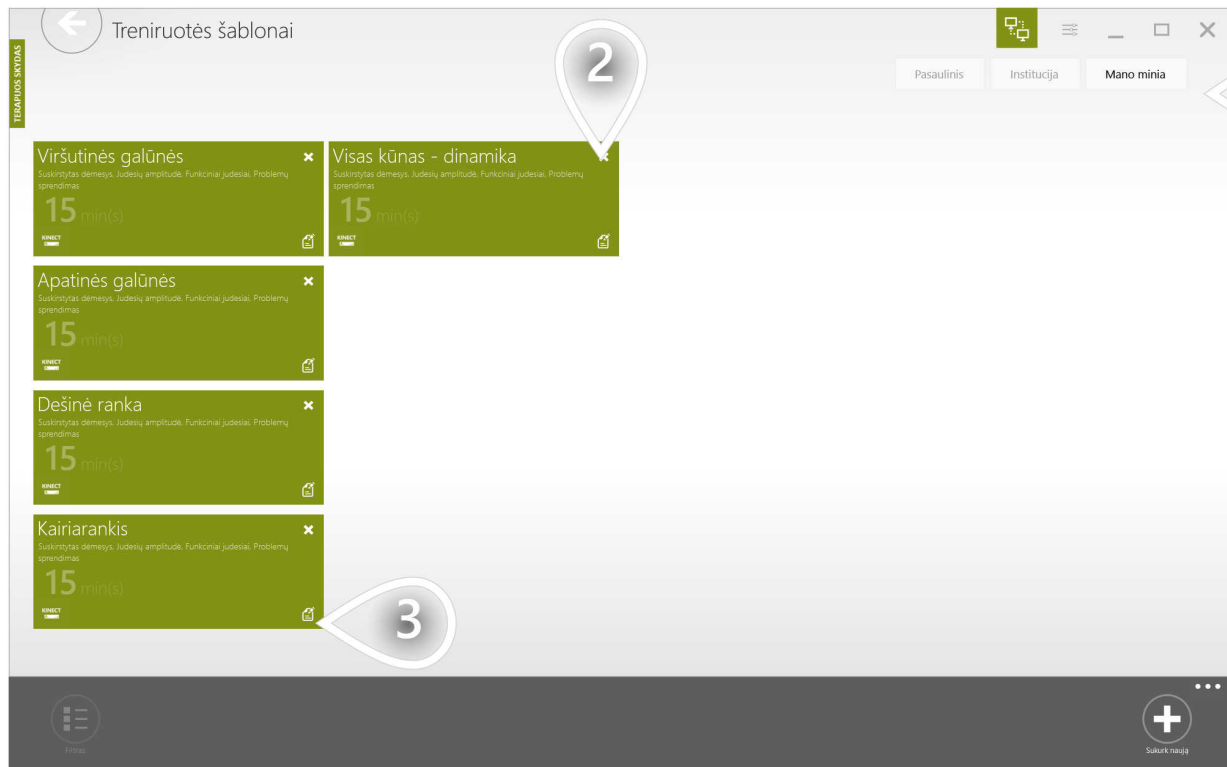 Treniruotės šablonai
TERAPIJOS SKYDAS
2
Pasaulinis
Institucija
Mano minia
Viršutinės galūnės
Suskirstytas dėmesys, Judesių amplitudė, Funkciniai judesiai, Problemų
sprendimas
15 min(s)
KINECT
Visas kūnas - dinamika
Suskirstytas dėmesys, Judesių amplitudė, Funkciniai judesiai, Problemų
sprendimas
15 min(s)
KINECT
Apatinės galūnės
Suskirstytas dėmesys, Judesių amplitudė, Funkciniai judesiai, Problemų
sprendimas
15 min(s)
KINECT
Dešinė ranka
Suskirstytas dėmesys, Judesių amplitudė, Funkciniai judesiai, Problemų
sprendimas
15 min(s)
KINECT
Kairiarankis
Suskirstytas dėmesys, Judesių amplitudė, Funkciniai judesiai, Problemų
sprendimas
15 min(s)
KINECT
3
Filtras
Sukurk naują